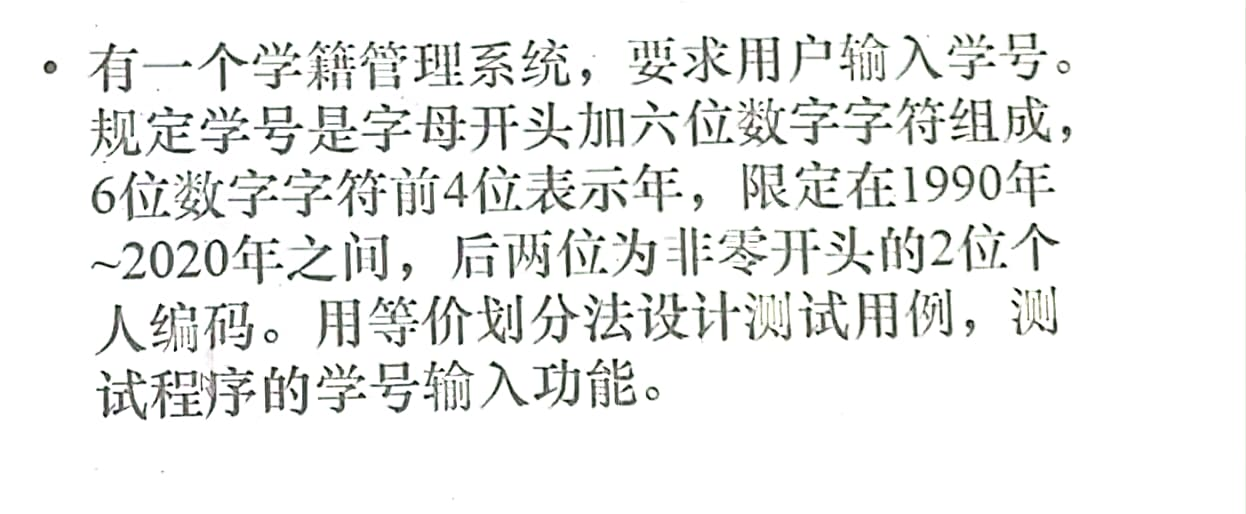 • 有一个学籍管理系统，要求用户输入学号。
规定学号是字母开头加六位数字字符组成，
6位数字字符前4位表示年，限定在1990年
~2020年之间，后两位为非零开头的2位个
人编码。用等价划分法设计测试用例，测
试程序的学号输入功能。